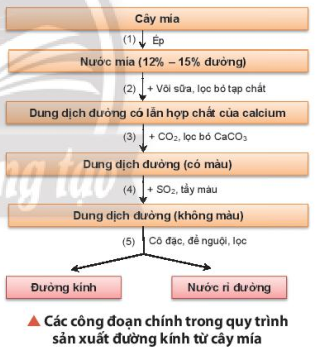 Cây mía
(1) Ép
Nước mía (12% – 15% đường)
(2) + Vôi sữa, lọc bỏ tạp chất
Dung dịch đường có lẫn hợp chất của calcium
(3) + CO₂, lọc bỏ CaCO₃
Dung dịch đường (có màu)
(4) + SO₂, tẩy màu
Dung dịch đường (không màu)
(5) Cô đặc, để nguội, lọc
Đường kính
Nước rỉ đường
▲ Các công đoạn chính trong quy trình
sản xuất đường kính từ cây mía